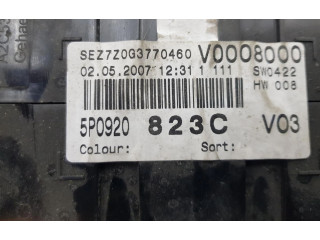 SEZ7Z0G3770460 V0008000
02.05.2007 12:31 1 111 SW0422
HW 008
5P0920 823C V03
Colour: Sort: